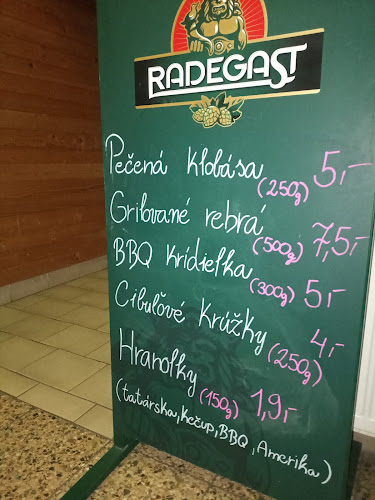 RADEGAST
Pečená klobása (250g) 5,-
Grilované rebrá (500g) 7,5,-
BBQ krídielka (300g) 5,-
Cibuľové krúžky (250g) 4,-
Hranolky (150g) 1,9,-
(tatárska, kečup, BBQ, Amerika)